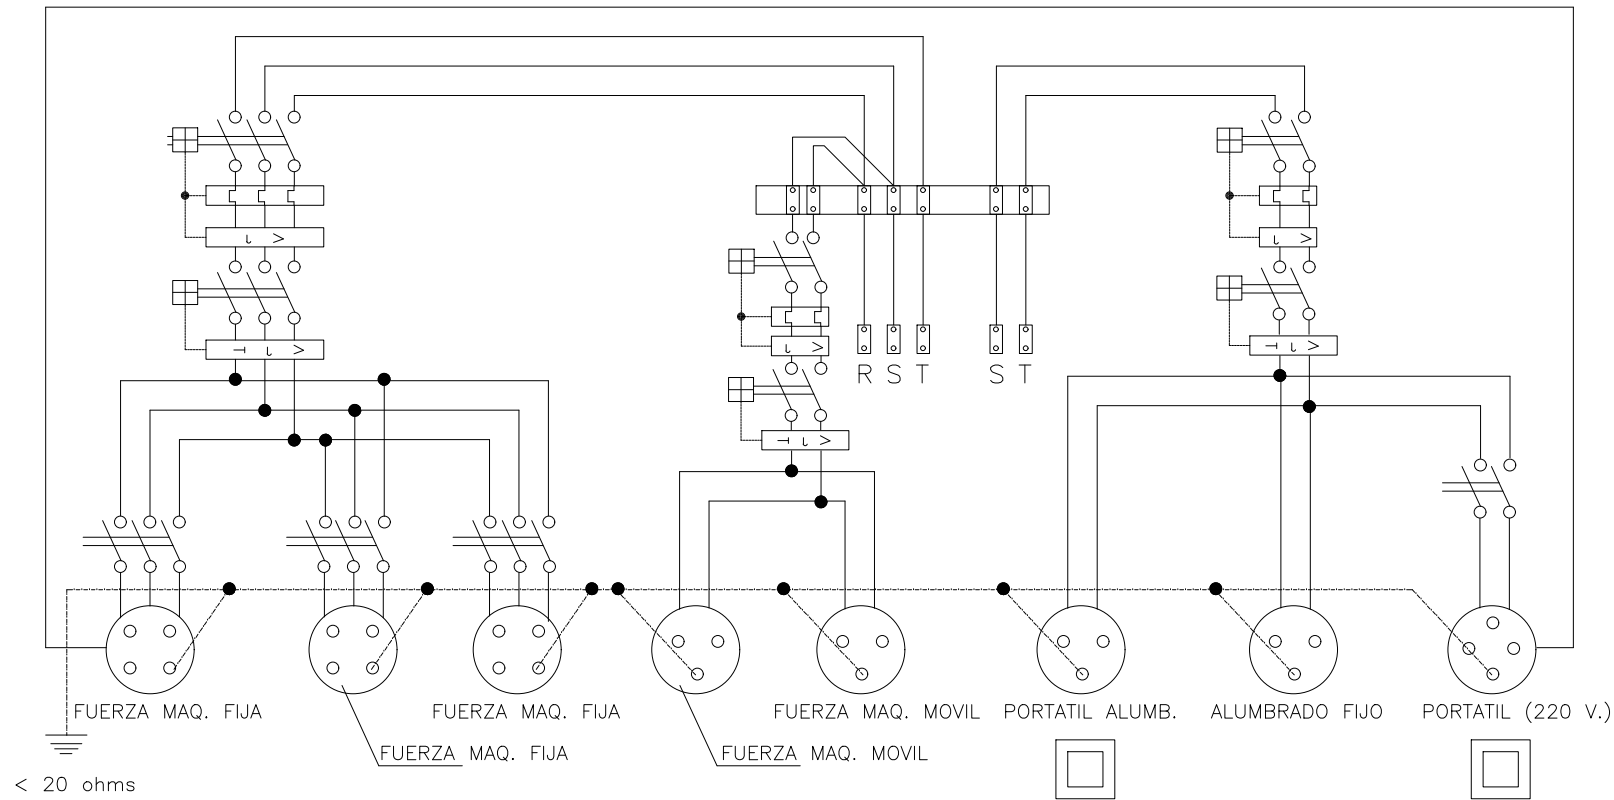 R S T S T
FUERZA MAQ. FIJA
FUERZA MAQ. FIJA
FUERZA MAQ. MOVIL
PORTATIL ALUMB.
ALUMBRADO FIJO
PORTATIL (220 V.)
FUERZA MAQ. FIJA
FUERZA MAQ. MOVIL
< 20 ohms